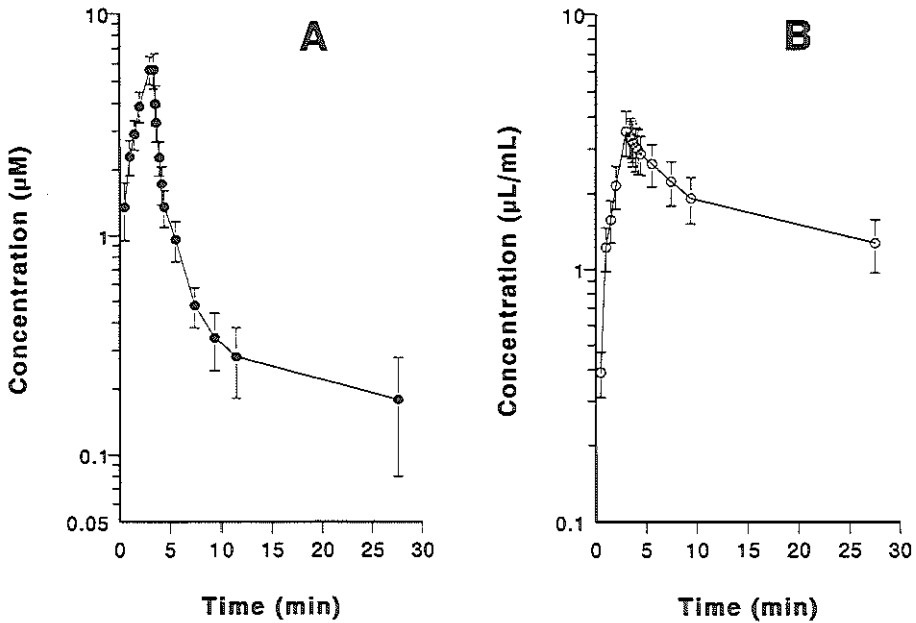 A
10
1
0.1
0.05
Concentration (µM)
0 5 10 15 20 25 30
Time (min)
B
10
1
0.1
Concentration (µL/mL)
0 5 10 15 20 25 30
Time (min)